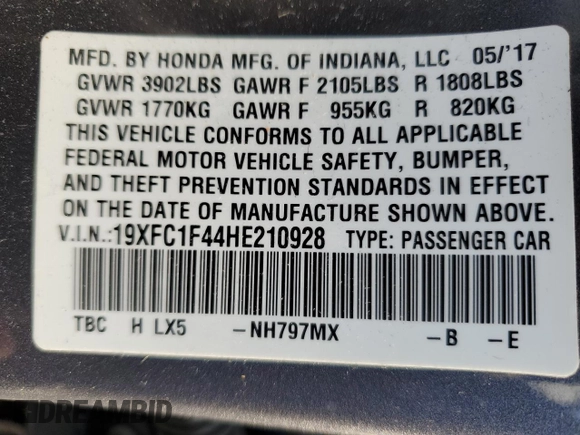 MFD. BY HONDA MFG. OF INDIANA, LLC 05/'17
GVWR 3902LBS GAWR F 2105LBS R 1808LBS
GVWR 1770KG GAWR F 955KG R 820KG
THIS VEHICLE CONFORMS TO ALL APPLICABLE
FEDERAL MOTOR VEHICLE SAFETY, BUMPER,
AND THEFT PREVENTION STANDARDS IN EFFECT
ON THE DATE OF MANUFACTURE SHOWN ABOVE.
V.I.N.:19XFC1F44HE210928 TYPE: PASSENGER CAR
TBC H LX5 -NH797MX -B -E
DREAMBID